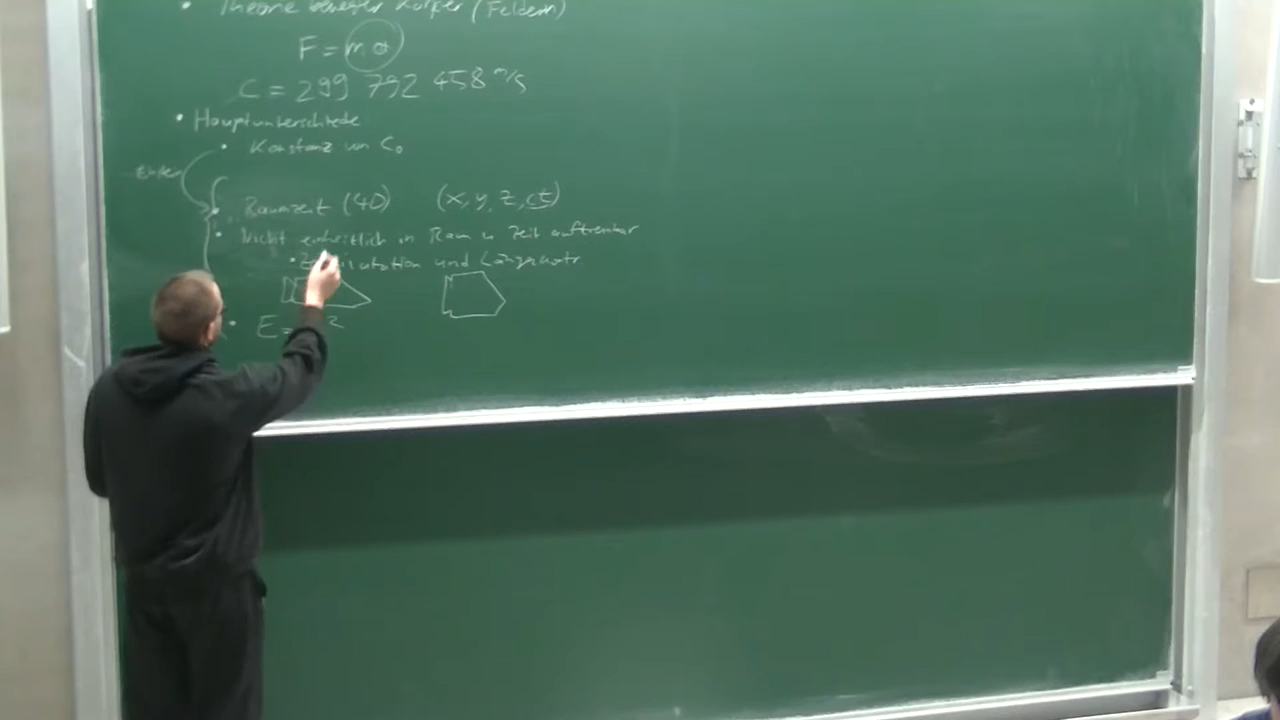 • Theorie bewegter Körper (Feldern)
F = m a
C = 299 792 458 m/s
• Hauptunterschiede
• Konstanz von C₀
• Raumzeit (4D) (x, y, z, ct)
• Nicht einheitlich in Raum u Zeit auftrennbar
und Längenkontr
• E = ²